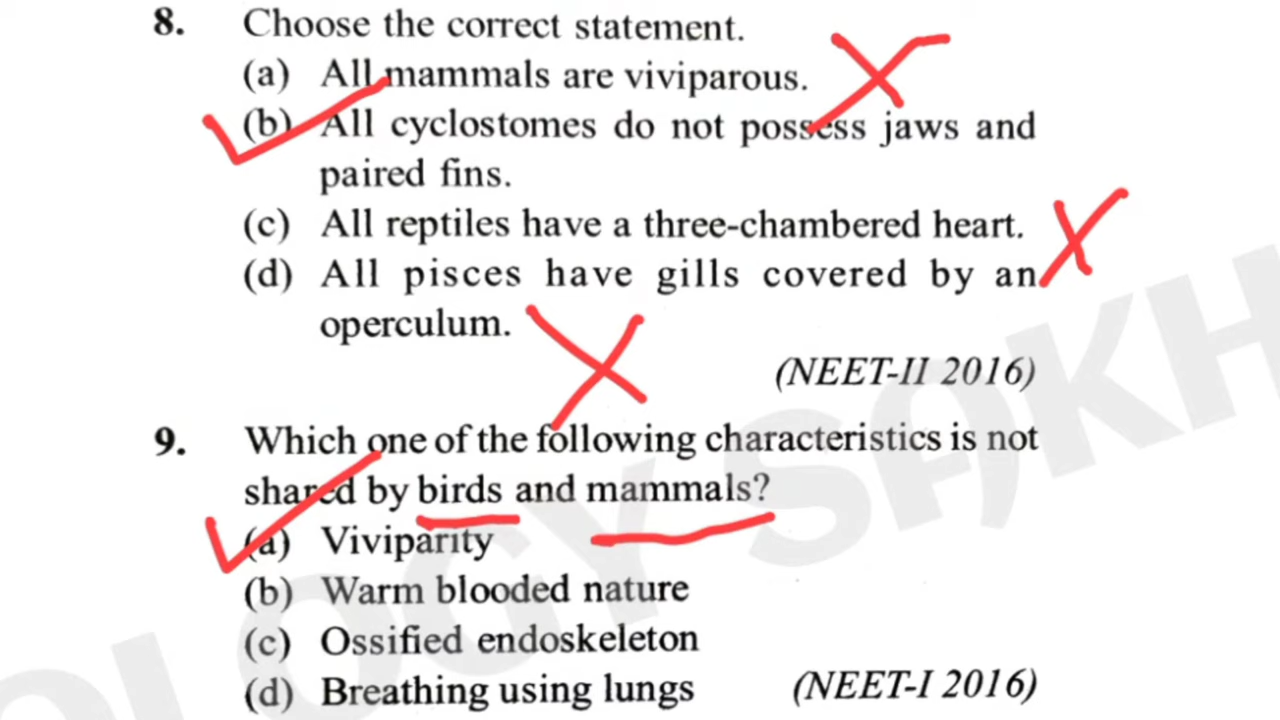 8. Choose the correct statement.
(a) All mammals are viviparous.
(b) All cyclostomes do not possess jaws and
paired fins.
(c) All reptiles have a three-chambered heart.
(d) All pisces have gills covered by an
operculum.
(NEET-II 2016)
9. Which one of the following characteristics is not
shared by birds and mammals?
(a) Viviparity
(b) Warm blooded nature
(c) Ossified endoskeleton
(d) Breathing using lungs (NEET-I 2016)
OLOGY SAKH